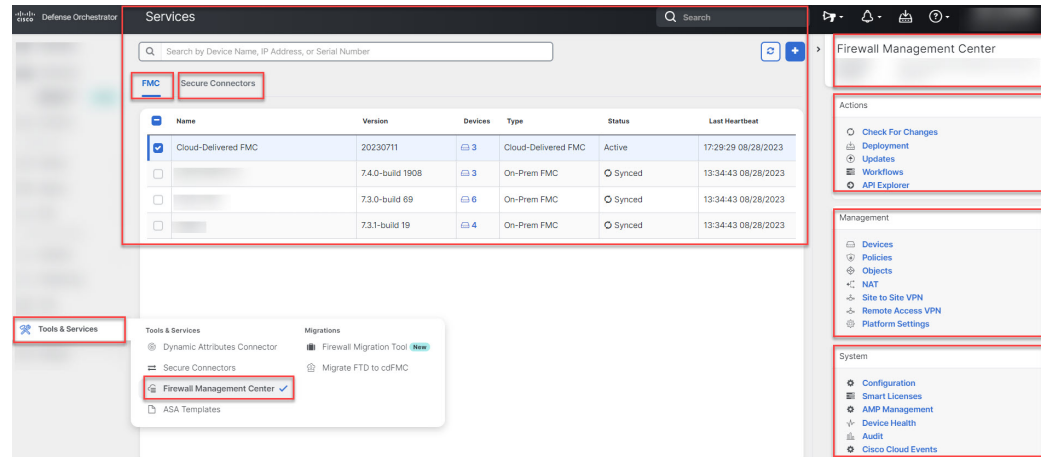 cisco Defense Orchestrator
Services
Search
Search by Device Name, IP Address, or Serial Number
FMC
Secure Connectors
Name Version Devices Type Status Last Heartbeat
Cloud-Delivered FMC 20230711 3 Cloud-Delivered FMC Active 17:29:29 08/28/2023
7.4.0-build 1908 3 On-Prem FMC Synced 13:34:43 08/28/2023
7.3.0-build 69 6 On-Prem FMC Synced 13:34:43 08/28/2023
7.3.1-build 19 4 On-Prem FMC Synced 13:34:43 08/28/2023
Tools & Services
Tools & Services
Dynamic Attributes Connector
Secure Connectors
Firewall Management Center
ASA Templates
Migrations
Firewall Migration Tool New
Migrate FTD to cdFMC
Firewall Management Center
Actions
Check For Changes
Deployment
Updates
Workflows
API Explorer
Management
Devices
Policies
Objects
NAT
Site to Site VPN
Remote Access VPN
Platform Settings
System
Configuration
Smart Licenses
AMP Management
Device Health
Audit
Cisco Cloud Events